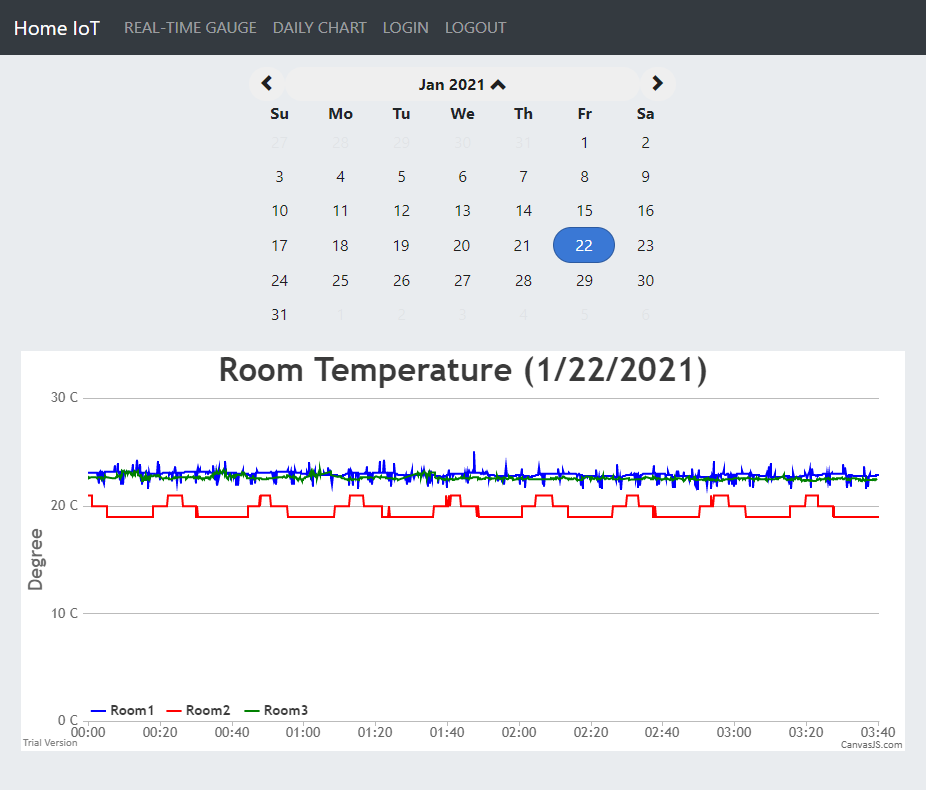 Home IoT REAL-TIME GAUGE DAILY CHART LOGIN LOGOUT
Jan 2021
Su Mo Tu We Th Fr Sa
27 28 29 30 31 1 2
3 4 5 6 7 8 9
10 11 12 13 14 15 16
17 18 19 20 21 22 23
24 25 26 27 28 29 30
31 1 2 3 4 5 6
Room Temperature (1/22/2021)
30 C
20 C
Degree
10 C
Room1 Room2 Room3
0 C
00:00 00:20 00:40 01:00 01:20 01:40 02:00 02:20 02:40 03:00 03:20 03:40
Trial Version CanvasJS.com